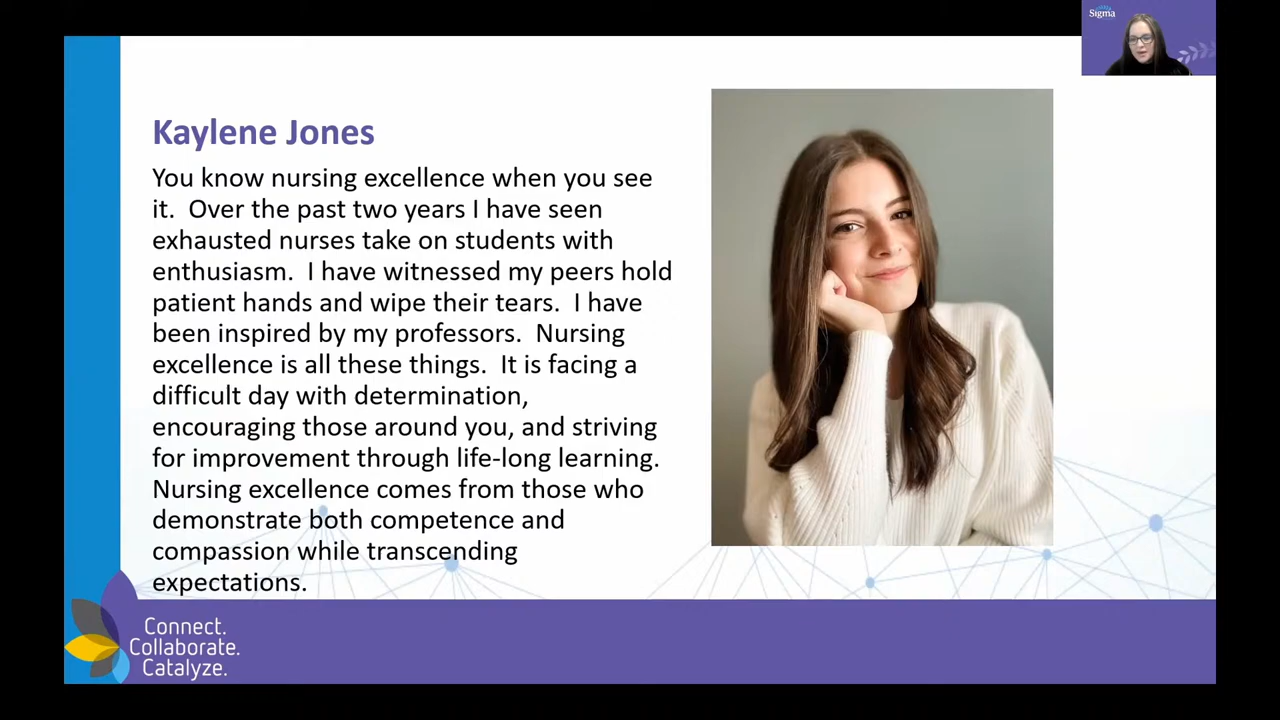 Sigma
Kaylene Jones
You know nursing excellence when you see
it.  Over the past two years I have seen
exhausted nurses take on students with
enthusiasm.  I have witnessed my peers hold
patient hands and wipe their tears.  I have
been inspired by my professors.  Nursing
excellence is all these things.  It is facing a
difficult day with determination,
encouraging those around you, and striving
for improvement through life-long learning.
Nursing excellence comes from those who
demonstrate both competence and
compassion while transcending
expectations.
Connect.
Collaborate.
Catalyze.